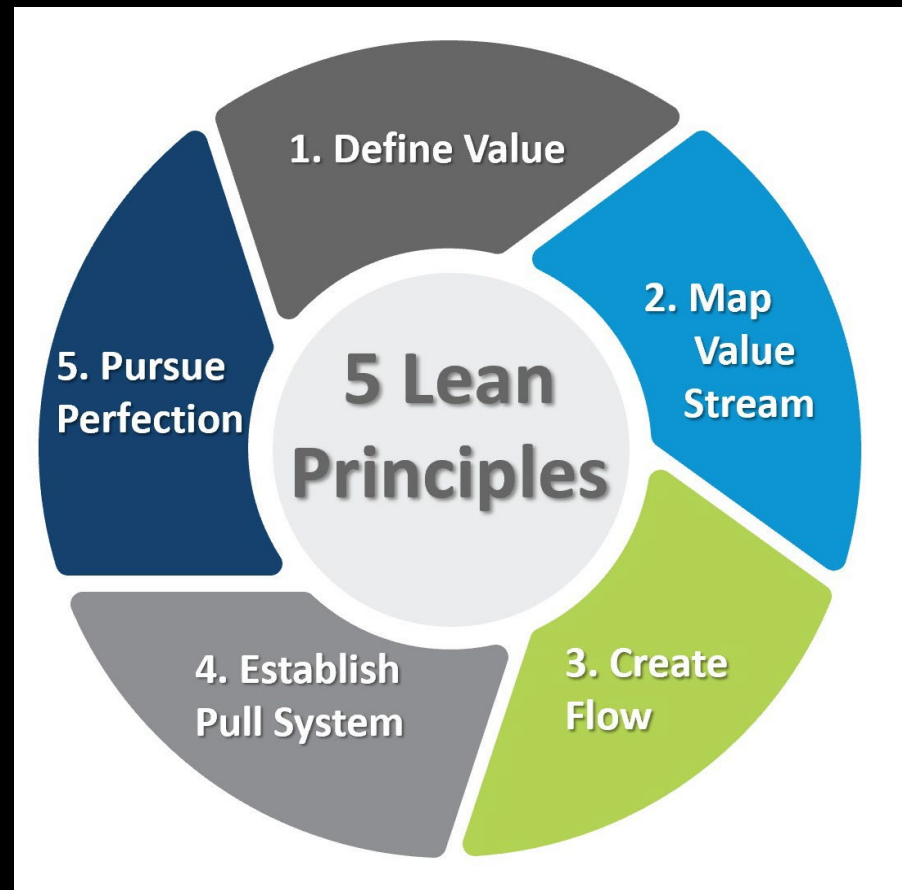 1. Define Value
2. Map
Value
Stream
3. Create
Flow
4. Establish
Pull System
5. Pursue
Perfection
5 Lean
Principles